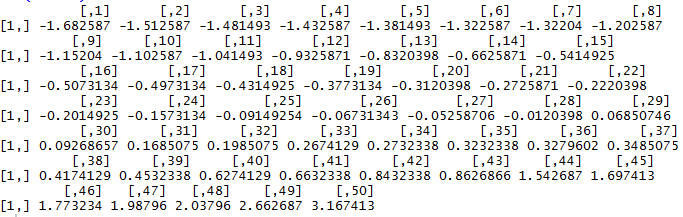 [,1] [,2] [,3] [,4] [,5] [,6] [,7] [,8]
[1,] -1.682587 -1.512587 -1.481493 -1.432587 -1.381493 -1.322587 -1.32204 -1.202587
[,9] [,10] [,11] [,12] [,13] [,14] [,15]
[1,] -1.15204 -1.102587 -1.041493 -0.9325871 -0.8320398 -0.6625871 -0.5414925
[,16] [,17] [,18] [,19] [,20] [,21] [,22]
[1,] -0.5073134 -0.4973134 -0.4314925 -0.3773134 -0.3120398 -0.2725871 -0.2220398
[,23] [,24] [,25] [,26] [,27] [,28] [,29]
[1,] -0.2014925 -0.1573134 -0.09149254 -0.06731343 -0.05258706 -0.0120398 0.06850746
[,30] [,31] [,32] [,33] [,34] [,35] [,36] [,37]
[1,] 0.09268657 0.1685075 0.1985075 0.2674129 0.2732338 0.3232338 0.3279602 0.3485075
[,38] [,39] [,40] [,41] [,42] [,43] [,44] [,45]
[1,] 0.4174129 0.4532338 0.6274129 0.6632338 0.8432338 0.8626866 1.542687 1.697413
[,46] [,47] [,48] [,49] [,50]
[1,] 1.773234 1.98796 2.03796 2.662687 3.167413